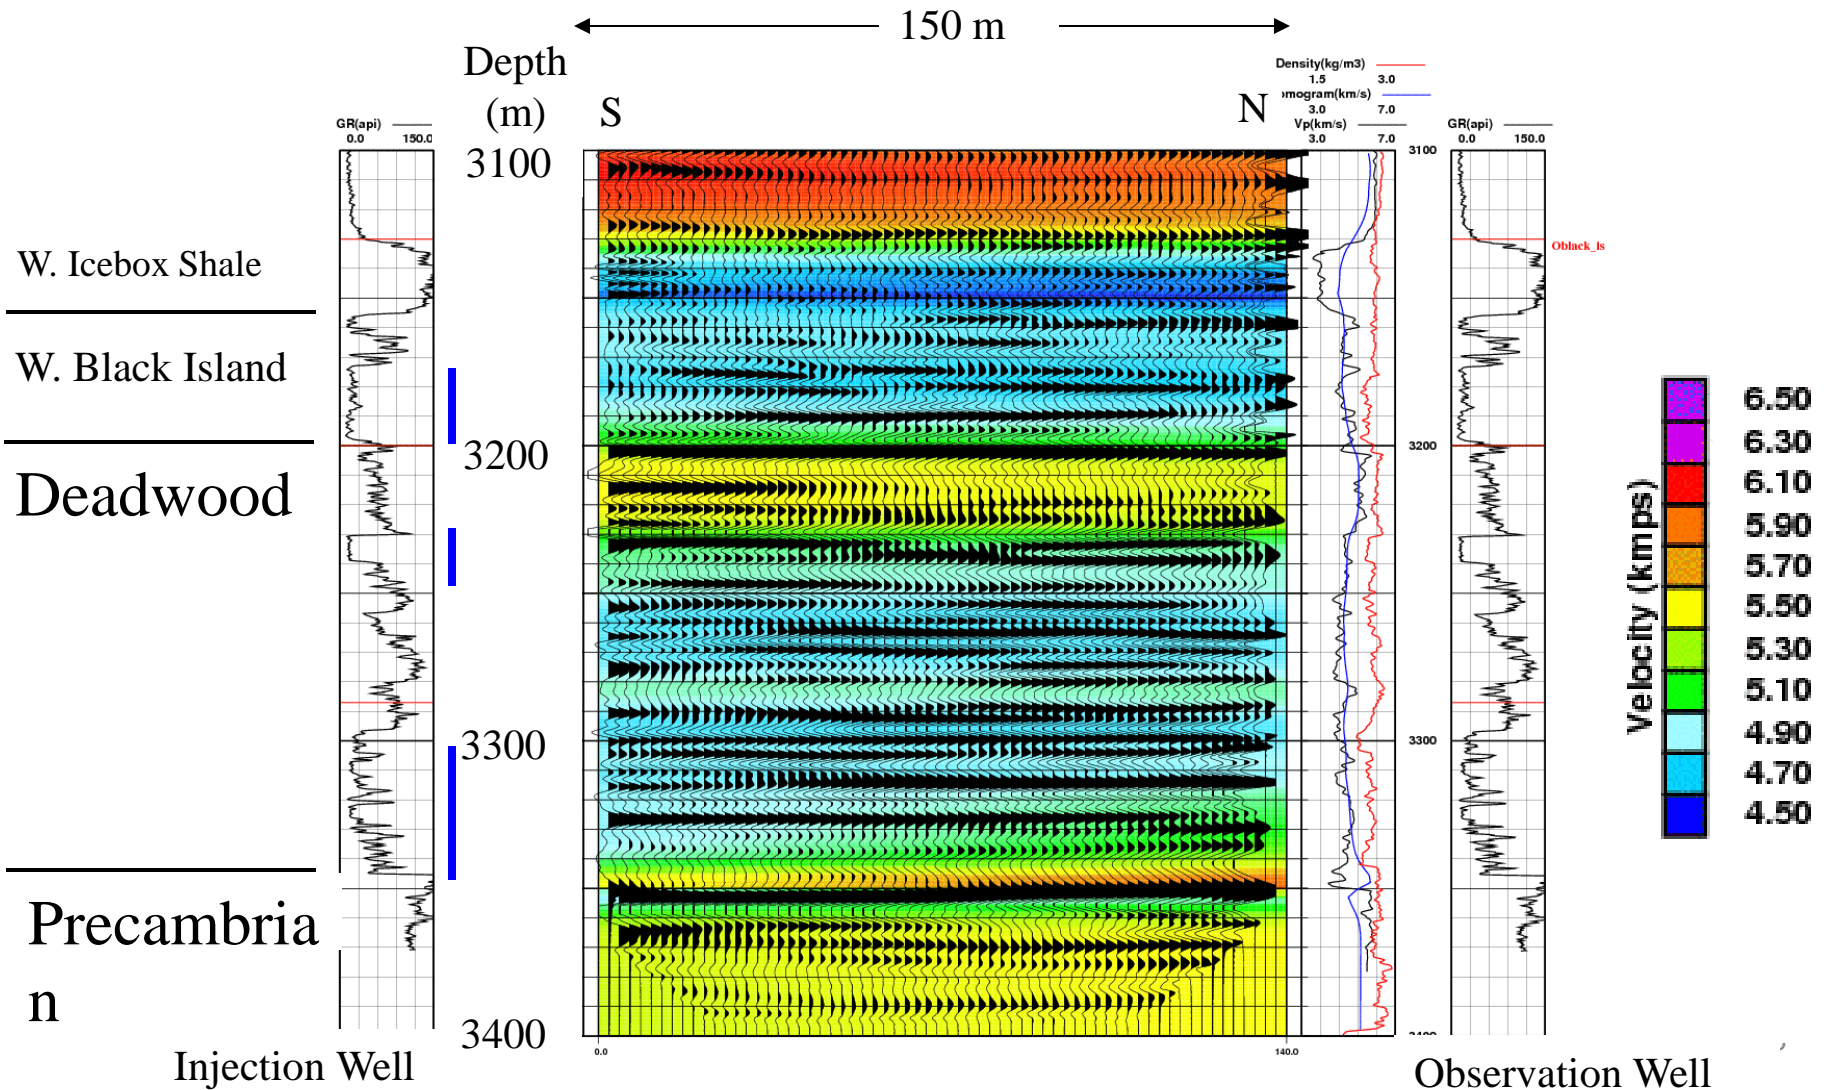 150 m
Depth
(m)
S
N
Density(kg/m3)
1.5 3.0
omogram(km/s)
3.0 7.0
Vp(km/s)
3.0 7.0
GR(api)
0.0 150.0
GR(api)
0.0 150.0
3100
3100
Oblack_is
W. Icebox Shale
W. Black Island
3200
3200
Deadwood
3300
3300
Precambria
n
3400
3400
0.0
140.0
Velocity (kmps)
6.50
6.30
6.10
5.90
5.70
5.50
5.30
5.10
4.90
4.70
4.50
,
Injection Well
Observation Well